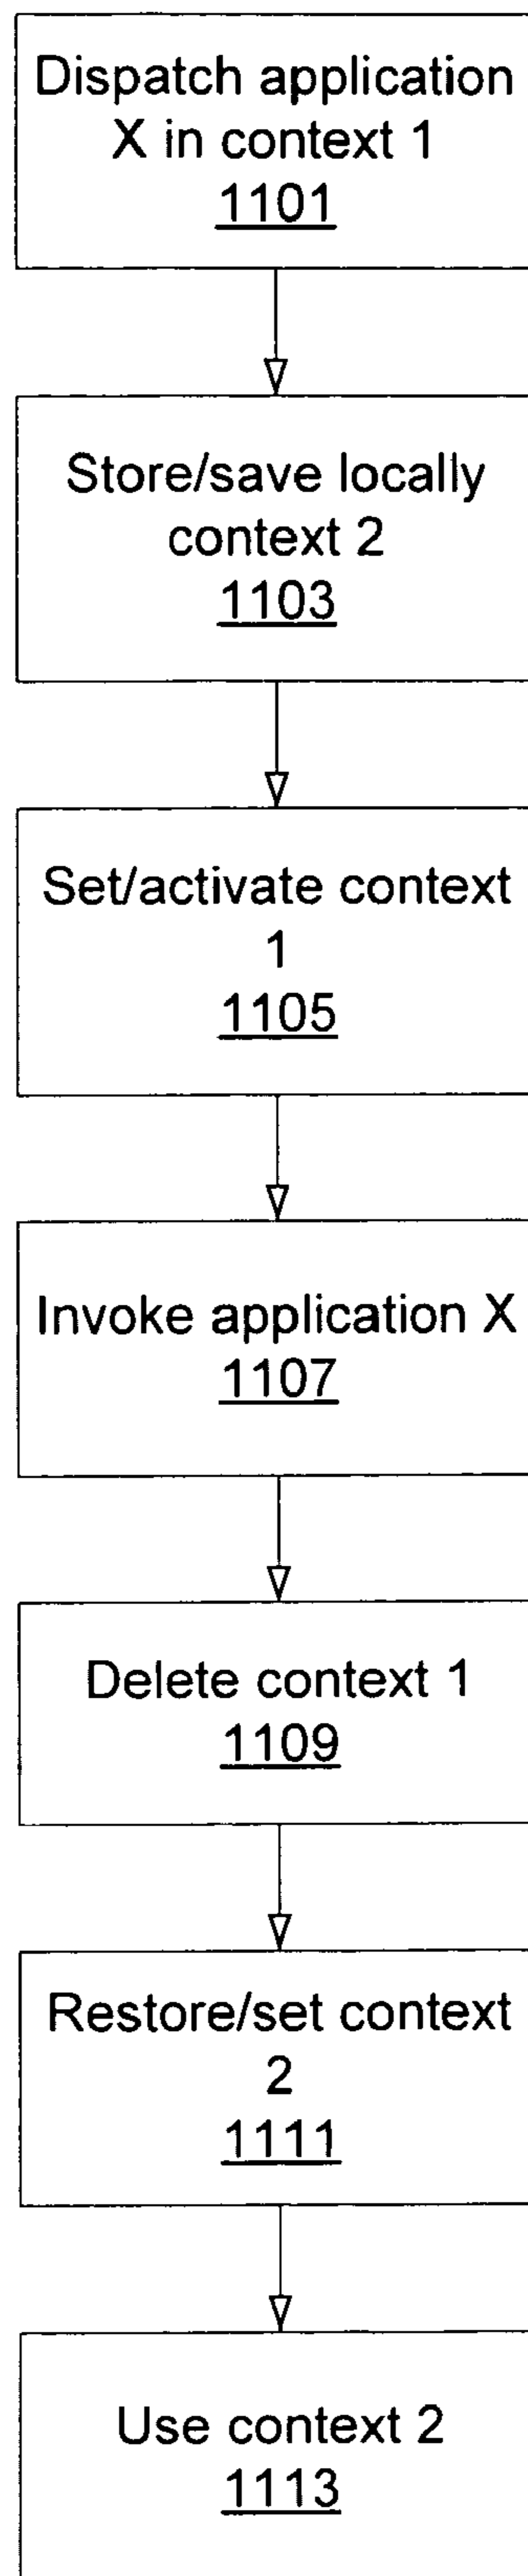 Dispatch application
X in context 1
1101
Store/save locally
context 2
1103
Set/activate context
1
1105
Invoke application X
1107
Delete context 1
1109
Restore/set context
2
1111
Use context 2
1113